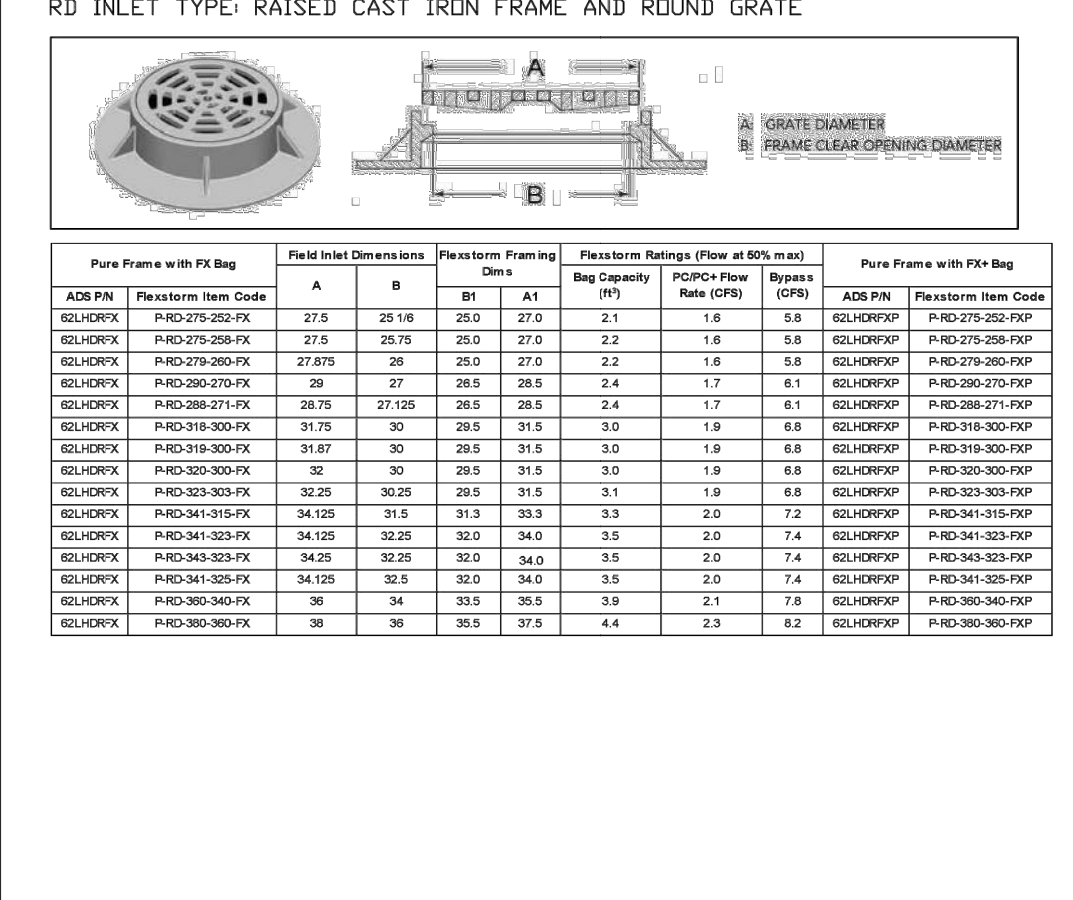 RD INLET TYPE: RAISED CAST IRON FRAME AND ROUND GRATE
A
B
A: GRATE DIAMETER
B: FRAME CLEAR OPENING DIAMETER
Pure Frame with FX Bag Field Inlet Dimensions Flexstorm Framing Dims Flexstorm Ratings (Flow at 50% max) Pure Frame with FX+ Bag
ADS P/N Flexstorm Item Code A B B1 A1 Bag Capacity (ft³) PC/PC+ Flow Rate (CFS) Bypass (CFS) ADS P/N Flexstorm Item Code
62LHDRFX P-RD-275-252-FX 27.5 25 1/6 25.0 27.0 2.1 1.6 5.8 62LHDRFXP P-RD-275-252-FXP
62LHDRFX P-RD-275-258-FX 27.5 25.75 25.0 27.0 2.2 1.6 5.8 62LHDRFXP P-RD-275-258-FXP
62LHDRFX P-RD-279-260-FX 27.875 26 25.0 27.0 2.2 1.6 5.8 62LHDRFXP P-RD-279-260-FXP
62LHDRFX P-RD-290-270-FX 29 27 26.5 28.5 2.4 1.7 6.1 62LHDRFXP P-RD-290-270-FXP
62LHDRFX P-RD-288-271-FX 28.75 27.125 26.5 28.5 2.4 1.7 6.1 62LHDRFXP P-RD-288-271-FXP
62LHDRFX P-RD-318-300-FX 31.75 30 29.5 31.5 3.0 1.9 6.8 62LHDRFXP P-RD-318-300-FXP
62LHDRFX P-RD-319-300-FX 31.87 30 29.5 31.5 3.0 1.9 6.8 62LHDRFXP P-RD-319-300-FXP
62LHDRFX P-RD-320-300-FX 32 30 29.5 31.5 3.0 1.9 6.8 62LHDRFXP P-RD-320-300-FXP
62LHDRFX P-RD-323-303-FX 32.25 30.25 29.5 31.5 3.1 1.9 6.8 62LHDRFXP P-RD-323-303-FXP
62LHDRFX P-RD-341-315-FX 34.125 31.5 31.3 33.3 3.3 2.0 7.2 62LHDRFXP P-RD-341-315-FXP
62LHDRFX P-RD-341-323-FX 34.125 32.25 32.0 34.0 3.5 2.0 7.4 62LHDRFXP P-RD-341-323-FXP
62LHDRFX P-RD-343-323-FX 34.25 32.25 32.0 34.0 3.5 2.0 7.4 62LHDRFXP P-RD-343-323-FXP
62LHDRFX P-RD-341-325-FX 34.125 32.5 32.0 34.0 3.5 2.0 7.4 62LHDRFXP P-RD-341-325-FXP
62LHDRFX P-RD-360-340-FX 36 34 33.5 35.5 3.9 2.1 7.8 62LHDRFXP P-RD-360-340-FXP
62LHDRFX P-RD-380-360-FX 38 36 35.5 37.5 4.4 2.3 8.2 62LHDRFXP P-RD-380-360-FXP